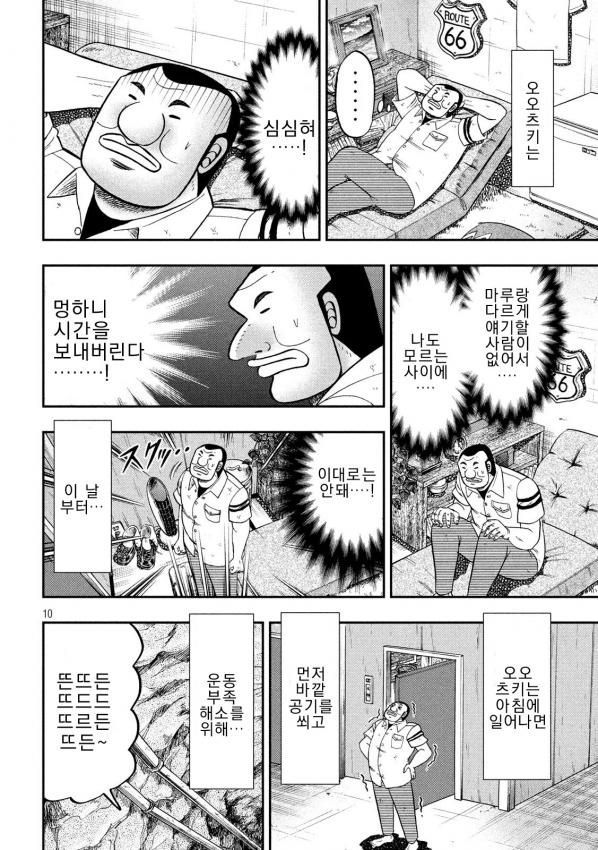 오오츠키는
ROUTE
66
······
심심혀
·····!
마루랑
다르게
얘기할
사람이
없어서
····
나도
모르는
사이에
····
66
멍하니
시간을
보내버린다
········!
이대로는
안돼····!
スクッ‥
이 날
부터···
10
오오
츠키는
아침에
일어나면
먼저
바깥
공기를
쐬고
운동
부족
해소를
위해···
뜬뜨든
뜨드드
뜨르든
뜨든~